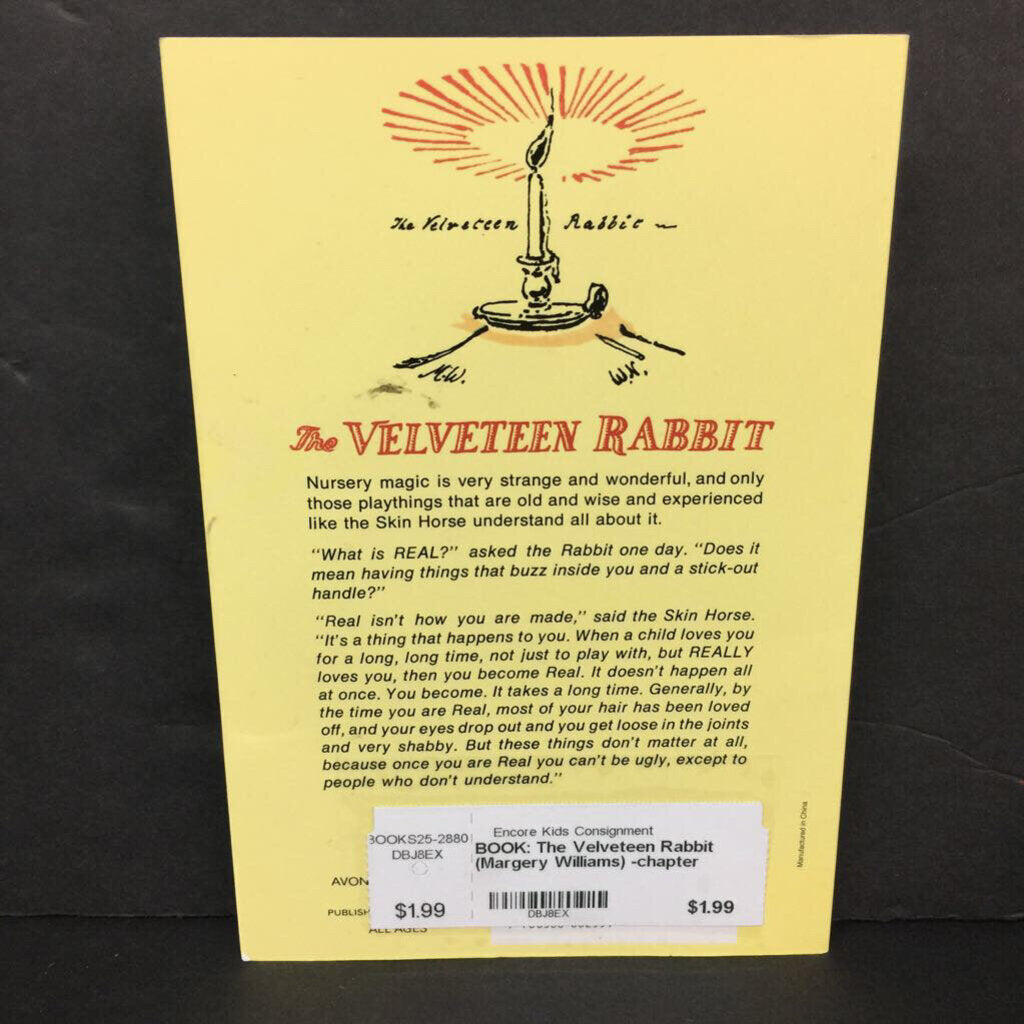 The Velveteen Rabbit
M.W.
W.N.
The VELVETEEN RABBIT
Nursery magic is very strange and wonderful, and only
those playthings that are old and wise and experienced
like the Skin Horse understand all about it.
"What is REAL?" asked the Rabbit one day. "Does it
mean having things that buzz inside you and a stick-out
handle?"
"Real isn't how you are made," said the Skin Horse.
"It's a thing that happens to you. When a child loves you
for a long, long time, not just to play with, but REALLY
loves you, then you become Real. It doesn't happen all
at once. You become. It takes a long time. Generally, by
the time you are Real, most of your hair has been loved
off, and your eyes drop out and you get loose in the joints
and very shabby. But these things don't matter at all,
because once you are Real you can't be ugly, except to
people who don't understand."
Manufactured in China
BOOKS25-2880
DBJ8EX
$1.99
Encore Kids Consignment
BOOK: The Velveteen Rabbit
(Margery Williams) -chapter
DBJ8EX
$1.99
AVON
PUBLISH
ALL AGES